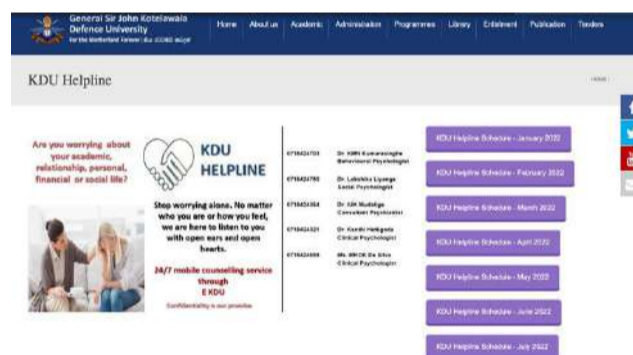 General Sir John Kotelawala
Defence University
For the Motherland Forever
Home About us Academic Administration Programmes Library Enlistment Publication Tenders
KDU Helpline
HOME
Are you worrying about
your academic,
relationship, personal,
financial or social life?
KDU
HELPLINE
Stop worrying alone. No matter
who you are or how you feel,
we are here to listen to you
with open ears and open
hearts.
24/7 mobile counselling service
through
E KDU
Confidentiality is our promise
Behavioural Psychologist
Social Psychologist
Clinical Psychologist
Clinical Psychologist
KDU Helpline Schedule - January 2022
KDU Helpline Schedule - February 2022
KDU Helpline Schedule - March 2022
KDU Helpline Schedule - April 2022
KDU Helpline Schedule - May 2022
KDU Helpline Schedule - June 2022
KDU Helpline Schedule - July 2022